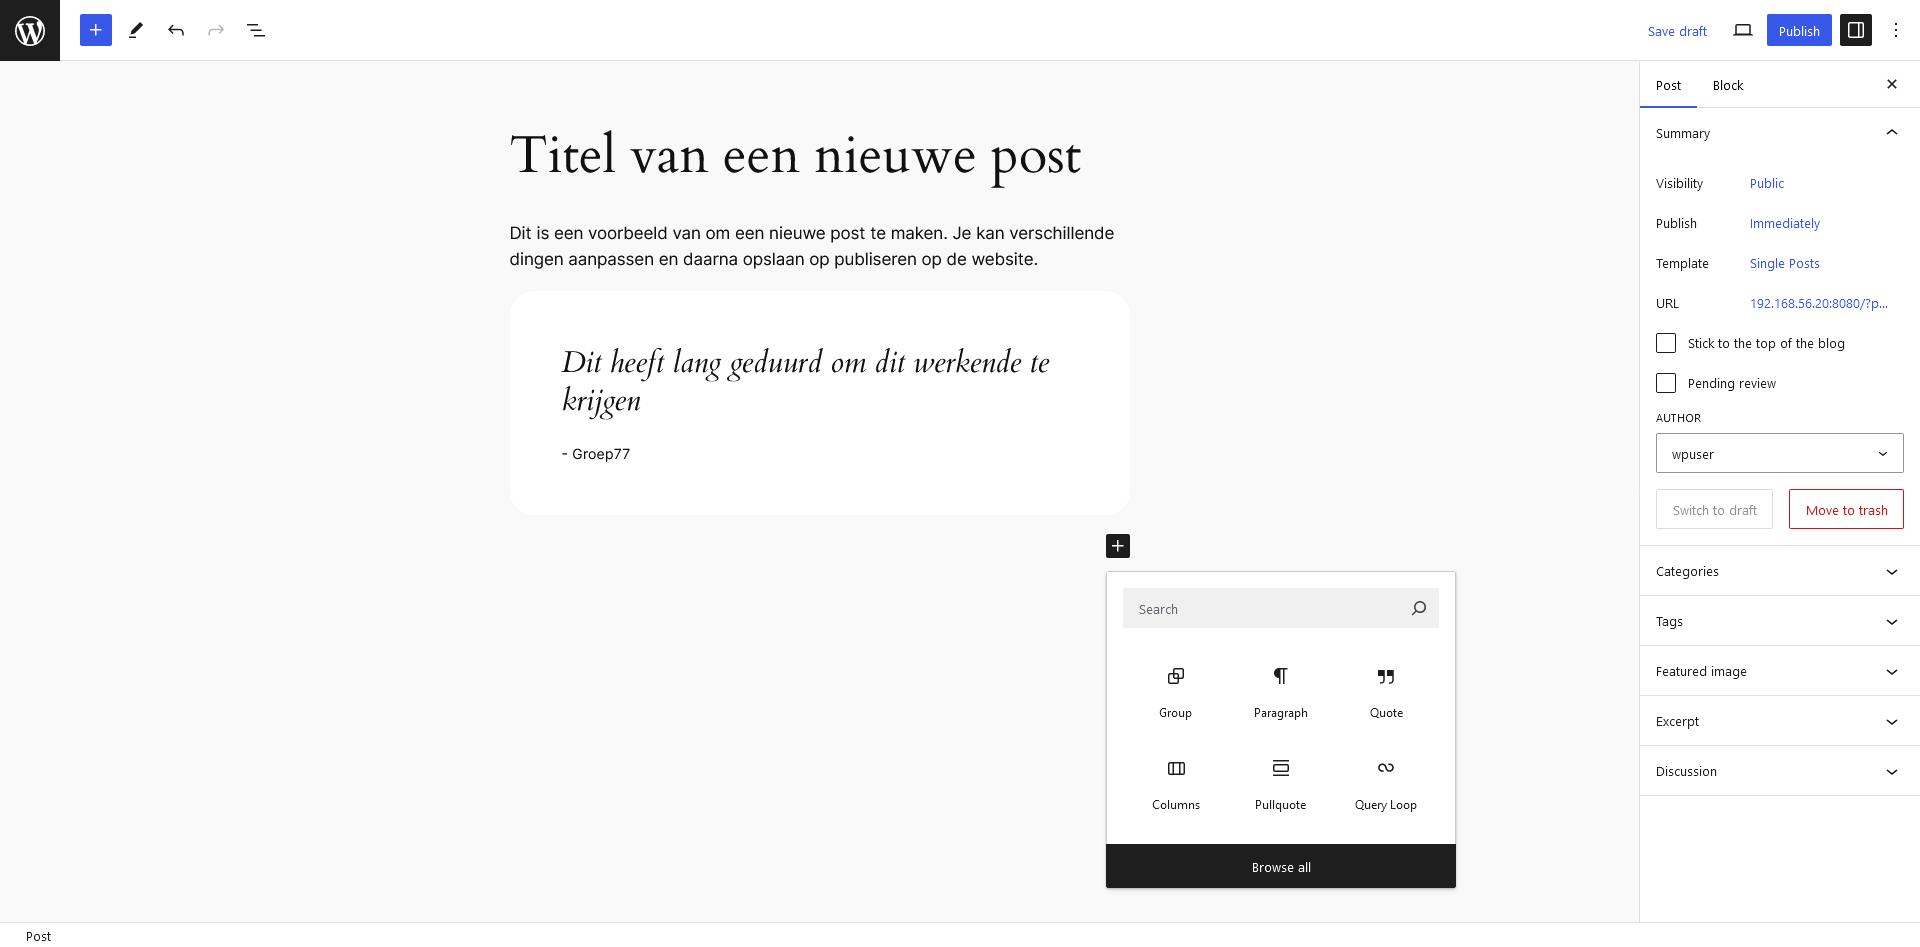 Save draft
Publish
Post
Block
Titel van een nieuwe post
Dit is een voorbeeld van om een nieuwe post te maken. Je kan verschillende
dingen aanpassen en daarna opslaan op publiseren op de website.
Dit heeft lang geduurd om dit werkende te
krijgen
- Groep77
Search
Group
Paragraph
Quote
Columns
Pullquote
Query Loop
Browse all
Summary
Visibility
Public
Publish
Immediately
Template
Single Posts
URL
192.168.56.20:8080/?p...
Stick to the top of the blog
Pending review
AUTHOR
wpuser
Switch to draft
Move to trash
Categories
Tags
Featured image
Excerpt
Discussion
Post